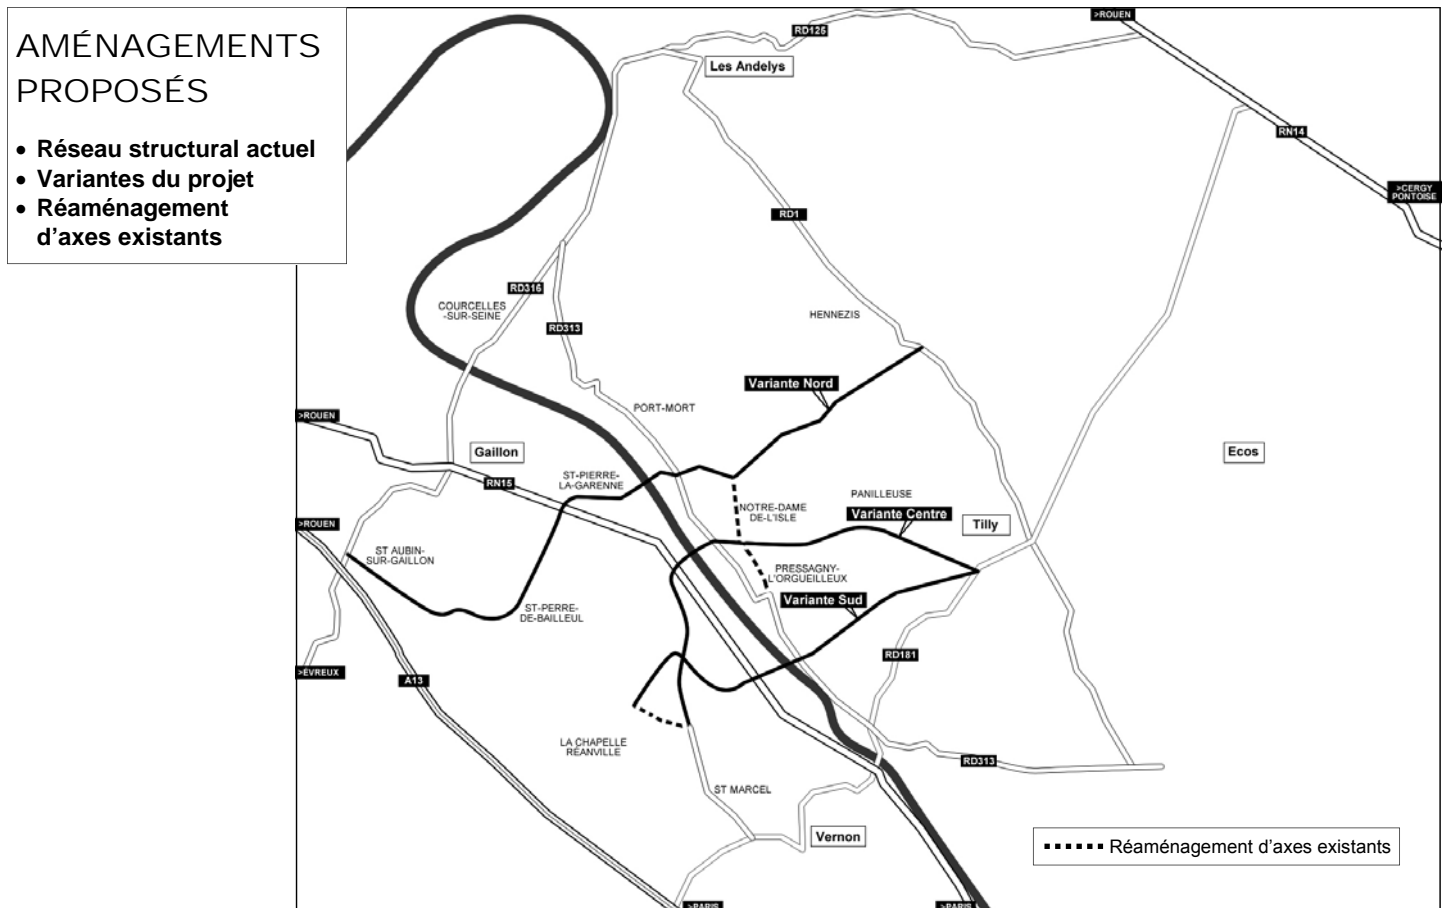 AMÉNAGEMENTS
PROPOSÉS
• Réseau structural actuel
• Variantes du projet
• Réaménagement
d'axes existants
>ROUEN
RD125
Les Andelys
RN14
>CERGY
PONTOISE
RD1
RD316
COURCELLES
-SUR-SEINE
HENNEZIS
RD313
Variante Nord
PORT-MORT
>ROUEN
Gaillon
Ecos
ST-PIERRE-
LA-GARENNE
RN15
PANILLEUSE
NOTRE-DAME
DE-L'ISLE
Variante Centre
>ROUEN
Tilly
ST AUBIN-
SUR-GAILLON
PRESSAGNY-
L'ORGUEILLEUX
Variante Sud
ST-PERRE-
DE-BAILLEUL
RD181
>EVREUX
A13
LA CHAPELLE
RÉANVILLE
RD313
ST MARCEL
Vernon
Réaménagement d'axes existants
>PARIS
>PARIS